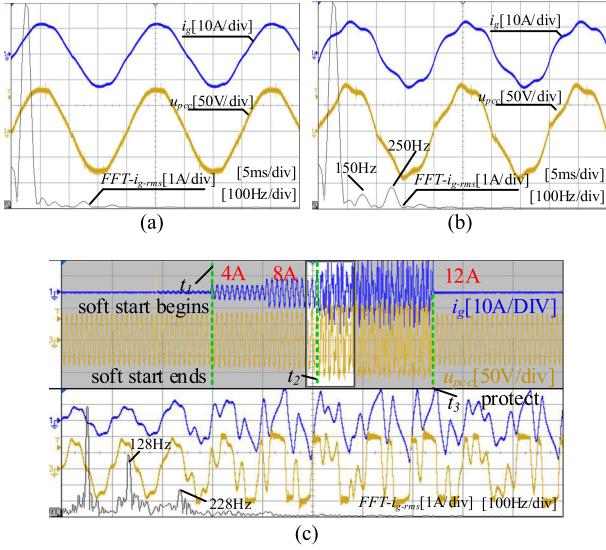 i_g[10A/div]
u_pcc[50V/div]
FFT-i_g-rms[1A/div]
[5ms/div]
[100Hz/div]
(a)
i_g[10A/div]
u_pcc[50V/div]
250Hz
150Hz
FFT-i_g-rms[1A/div]
[5ms/div]
[100Hz/div]
(b)
t_1
4A
8A
12A
soft start begins
i_g[10A/DIV]
soft start ends
t_2
u_pcc[50V/div]
t_3
protect
128Hz
228Hz
FFT-i_g-rms[1A/div]
[100Hz/div]
(c)